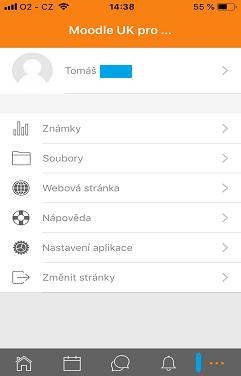 O2 - CZ 14:38 55 %
Moodle UK pro ...
Tomáš
Známky
Soubory
Webová stránka
Nápověda
Nastavení aplikace
Změnit stránky